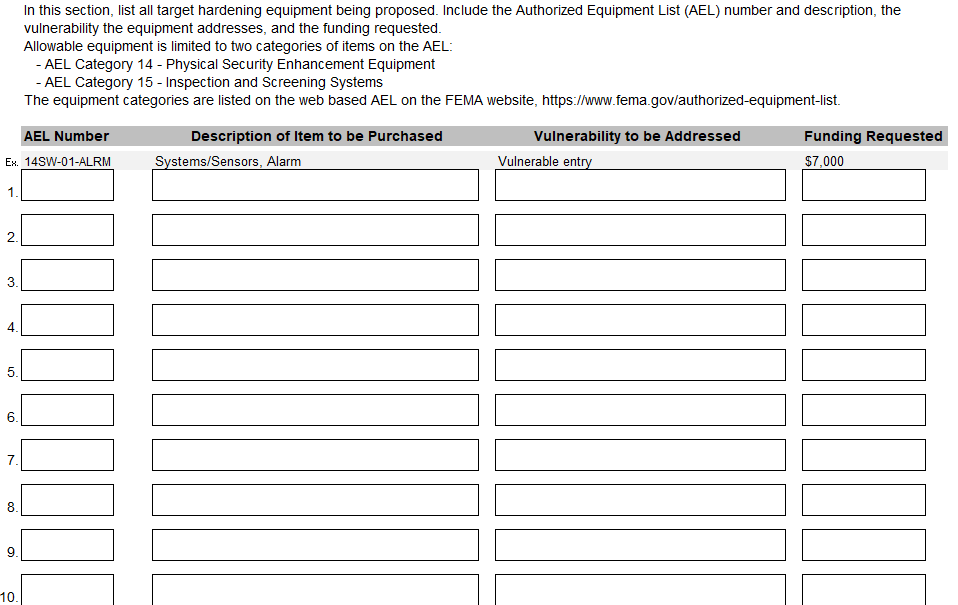 In this section, list all target hardening equipment being proposed. Include the Authorized Equipment List (AEL) number and description, the
vulnerability the equipment addresses, and the funding requested.
Allowable equipment is limited to two categories of items on the AEL:
- AEL Category 14 - Physical Security Enhancement Equipment
- AEL Category 15 - Inspection and Screening Systems
The equipment categories are listed on the web based AEL on the FEMA website, https://www.fema.gov/authorized-equipment-list.
AEL Number Description of Item to be Purchased Vulnerability to be Addressed Funding Requested
Ex. 14SW-01-ALRM Systems/Sensors, Alarm Vulnerable entry $7,000
1.
2.
3.
4.
5.
6.
7.
8.
9.
10.